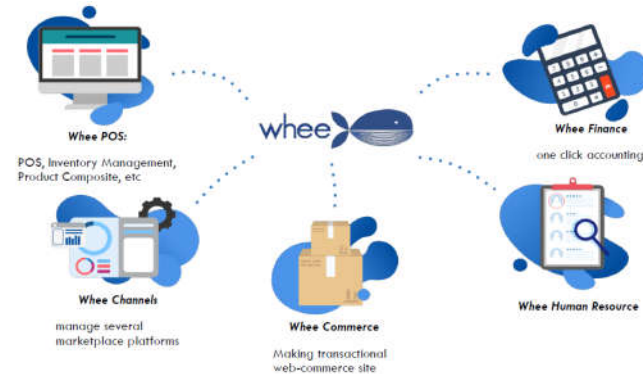 whee
Whee POS:
POS, Inventory Management,
Product Composite, etc
Whee Finance
one click accounting
Whee Channels
manage several
marketplace platforms
Whee Commerce
Making transactional
web-commerce site
Whee Human Resource